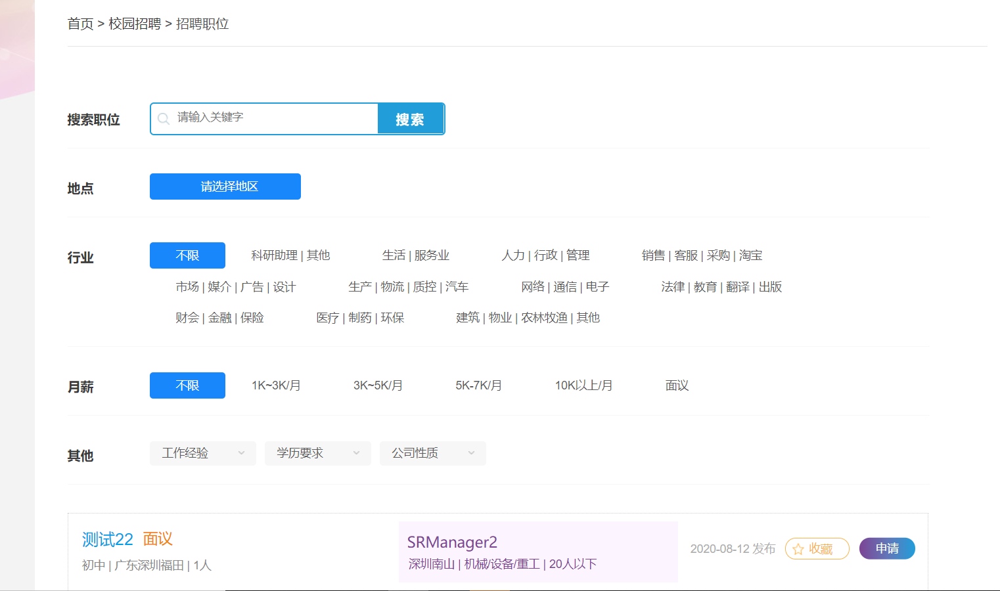 首页 > 校园招聘 > 招聘职位
搜索职位 请输入关键字 搜索
地点 请选择地区
行业 不限 科研助理 | 其他 生活 | 服务业 人力 | 行政 | 管理 销售 | 客服 | 采购 | 淘宝
市场 | 媒介 | 广告 | 设计 生产 | 物流 | 质控 | 汽车 网络 | 通信 | 电子 法律 | 教育 | 翻译 | 出版
财会 | 金融 | 保险 医疗 | 制药 | 环保 建筑 | 物业 | 农林牧渔 | 其他
月薪 不限 1K~3K/月 3K~5K/月 5K-7K/月 10K以上/月 面议
其他 工作经验 学历要求 公司性质
测试22 面议
初中 | 广东深圳福田 | 1人
SRManager2
深圳南山 | 机械/设备/重工 | 20人以下
2020-08-12 发布 收藏 申请